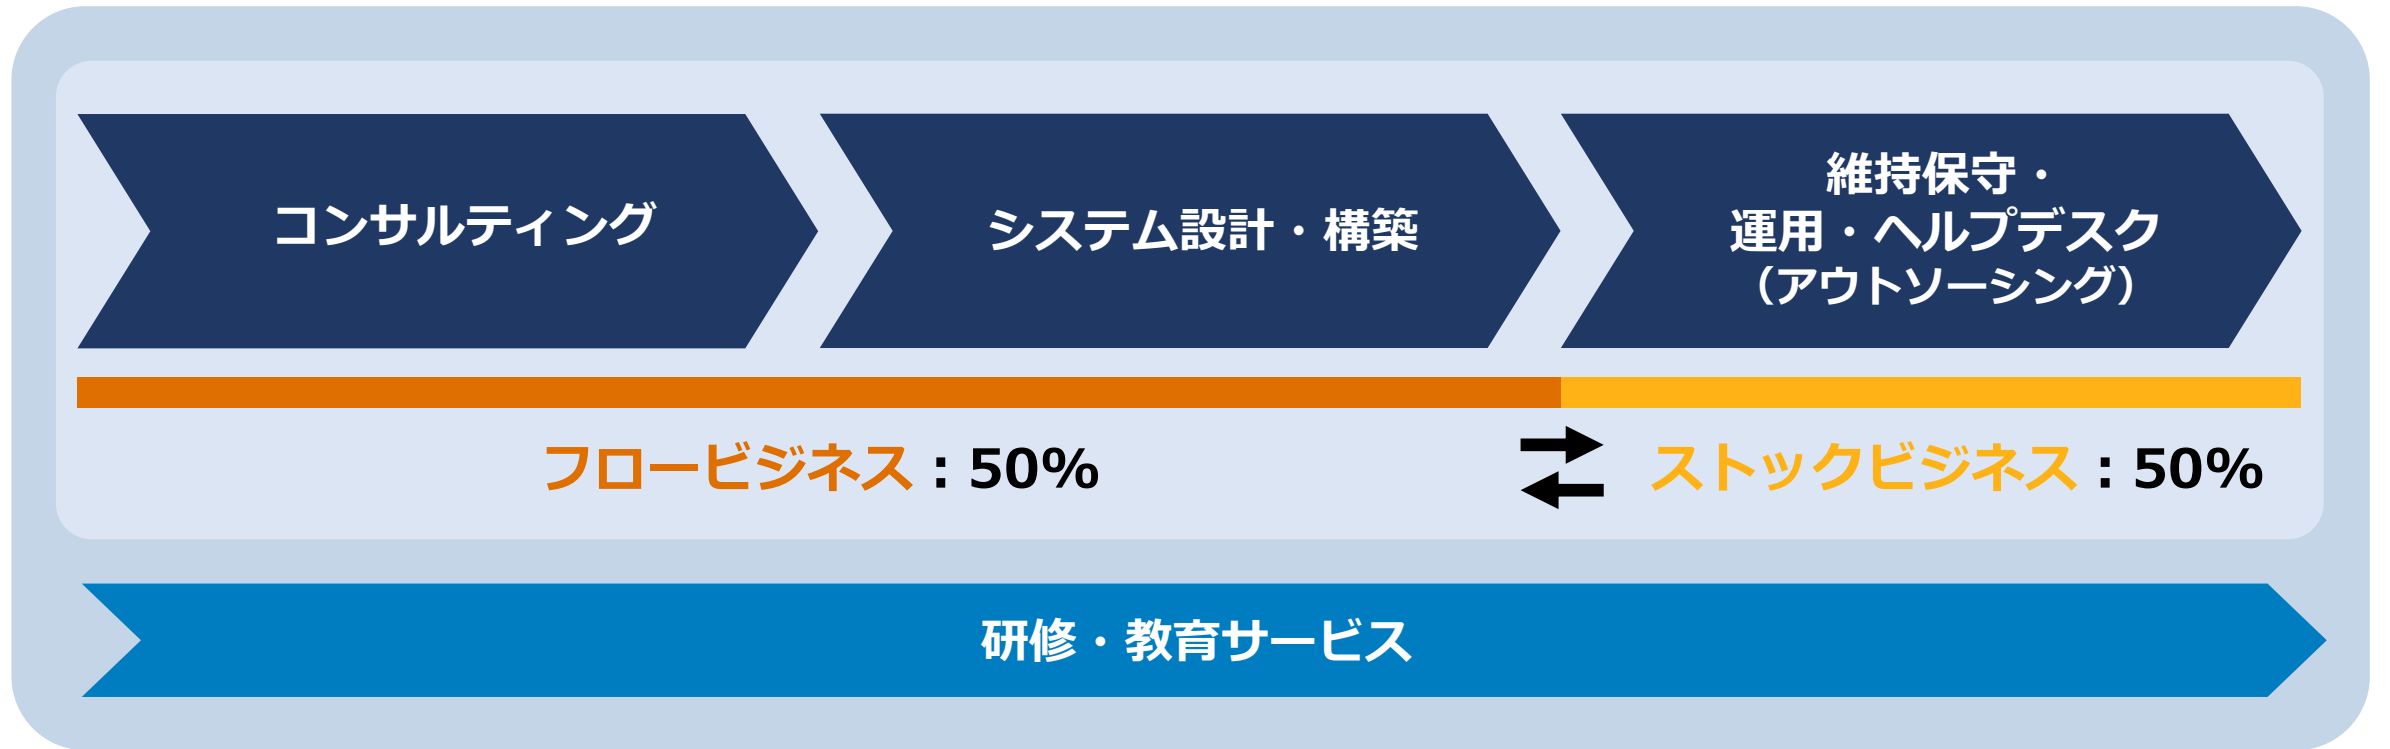 コンサルティング
システム設計・構築
維持保守・
運用・ヘルプデスク
（アウトソーシング）
フロービジネス：50%
ストックビジネス：50%
研修・教育サービス